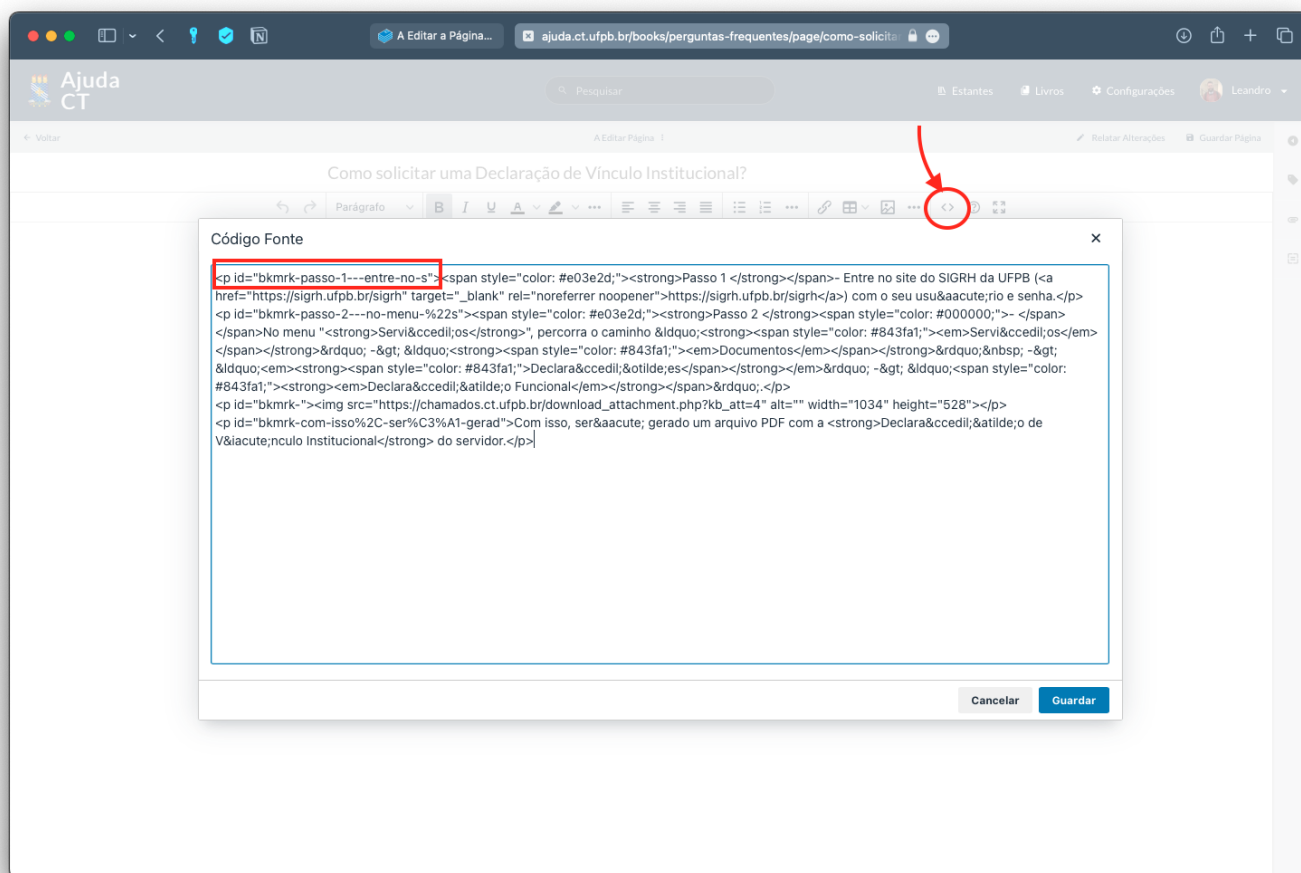 A Editar a Página...
ajuda.ct.ufpb.br/books/perguntas-frequentes/page/como-solicita
Ajuda
CT
Pesquisar
Estantes
Livros
Configurações
Leandro
← Voltar
A Editar Página
Relatar Alterações
Guardar Página
Como solicitar uma Declaração de Vínculo Institucional?
Parágrafo
B I U A
Código Fonte
<p id="bkmrk-passo-1---entre-no-s"><span style="color: #e03e2d;"><strong>Passo 1 </strong></span>- Entre no site do SIGRH da UFPB (<a
href="https://sigrh.ufpb.br/sigrh" target="_blank" rel="noreferrer noopener">https://sigrh.ufpb.br/sigrh</a>) com o seu usu&aacute;rio e senha.</p>
<p id="bkmrk-passo-2---no-menu-%22s"><span style="color: #e03e2d;"><strong>Passo 2 </strong><span style="color: #000000;">- </span>
</span>No menu "<strong>Servi&ccedil;os</strong>", percorra o caminho &ldquo;<strong><span style="color: #843fa1;"><em>Servi&ccedil;os</em>
</span></strong>&rdquo; -&gt; &ldquo;<strong><span style="color: #843fa1;"><em>Documentos</em></span></strong>&rdquo;&nbsp; -&gt;
&ldquo;<em><strong><span style="color: #843fa1;">Declara&ccedil;&otilde;es</span></strong></em>&rdquo; -&gt; &ldquo;<span style="color:
#843fa1;"><strong><em>Declara&ccedil;&atilde;o Funcional</em></strong></span>&rdquo;.</p>
<p id="bkmrk-"><img src="https://chamados.ct.ufpb.br/download_attachment.php?kb_att=4" alt="" width="1034" height="528"></p>
<p id="bkmrk-com-isso%2C-ser%C3%A1-gerad">Com isso, ser&aacute; gerado um arquivo PDF com a <strong>Declara&ccedil;&atilde;o de
V&iacute;nculo Institucional</strong> do servidor.</p>
Cancelar
Guardar